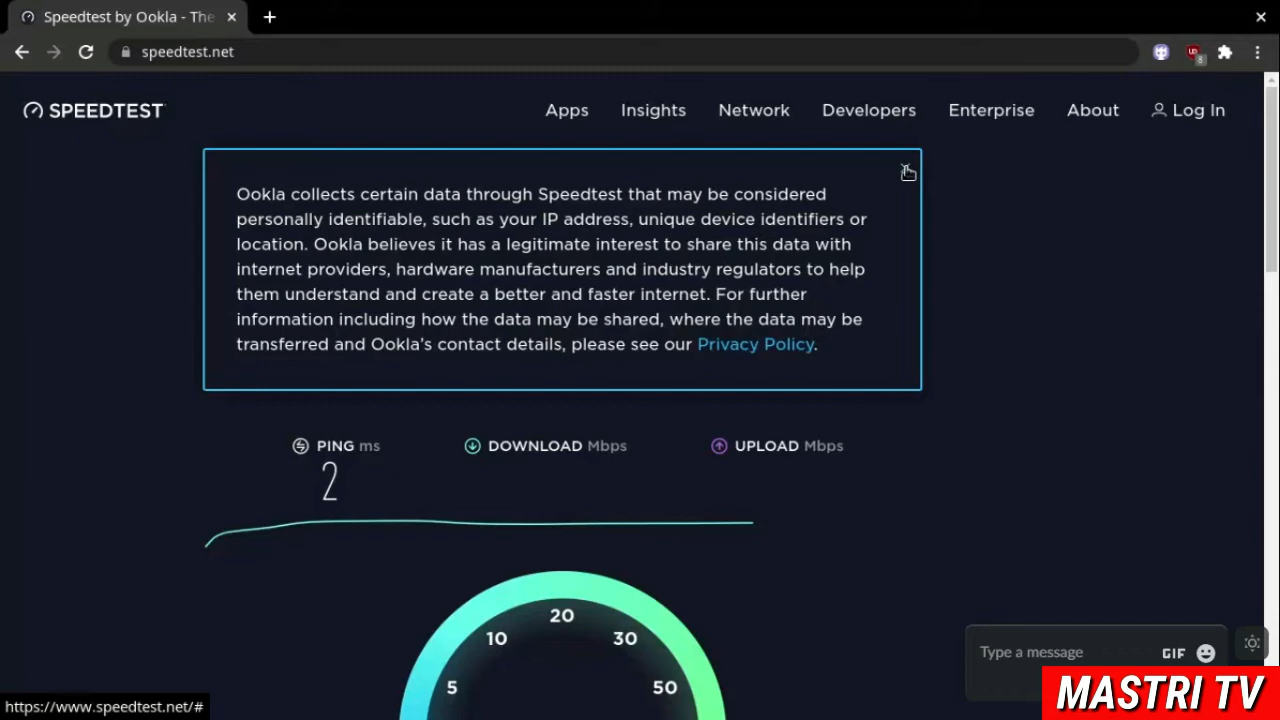 Speedtest by Ookla - The
speedtest.net
8
SPEEDTEST
Apps Insights Network Developers Enterprise About Log In
Ookla collects certain data through Speedtest that may be considered
personally identifiable, such as your IP address, unique device identifiers or
location. Ookla believes it has a legitimate interest to share this data with
internet providers, hardware manufacturers and industry regulators to help
them understand and create a better and faster internet. For further
information including how the data may be shared, where the data may be
transferred and Ookla’s contact details, please see our Privacy Policy.
PING ms DOWNLOAD Mbps UPLOAD Mbps
2
20
10 30
5 50
Type a message GIF
MASTRI TV
https://www.speedtest.net/#